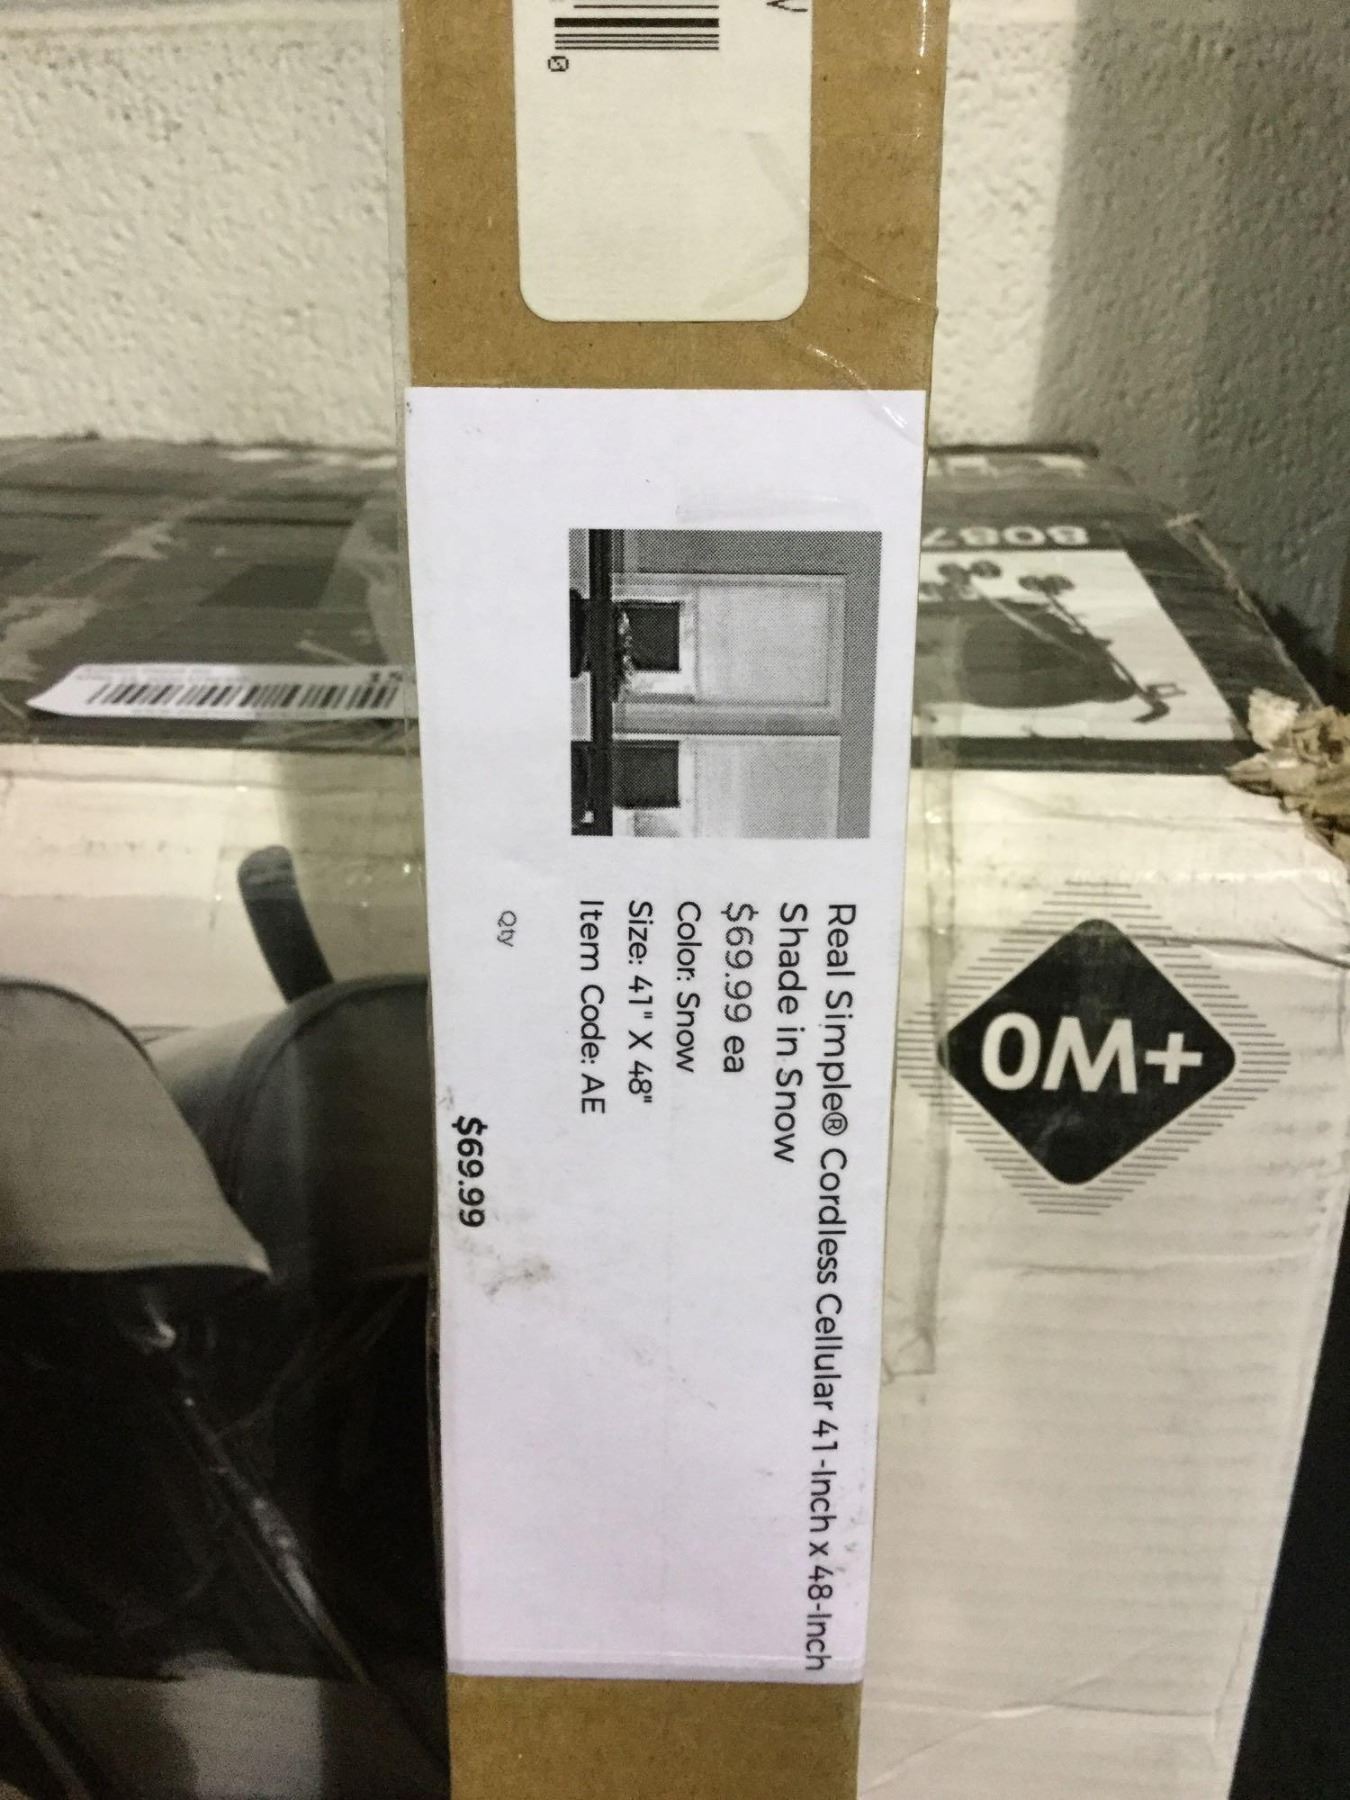 0
Real Simple® Cordless Cellular 41-Inch x 48-Inch
Shade in Snow
$69.99 ea
Color: Snow
Size: 41" X 48"
Item Code: AE
Qty
$69.99
0M+